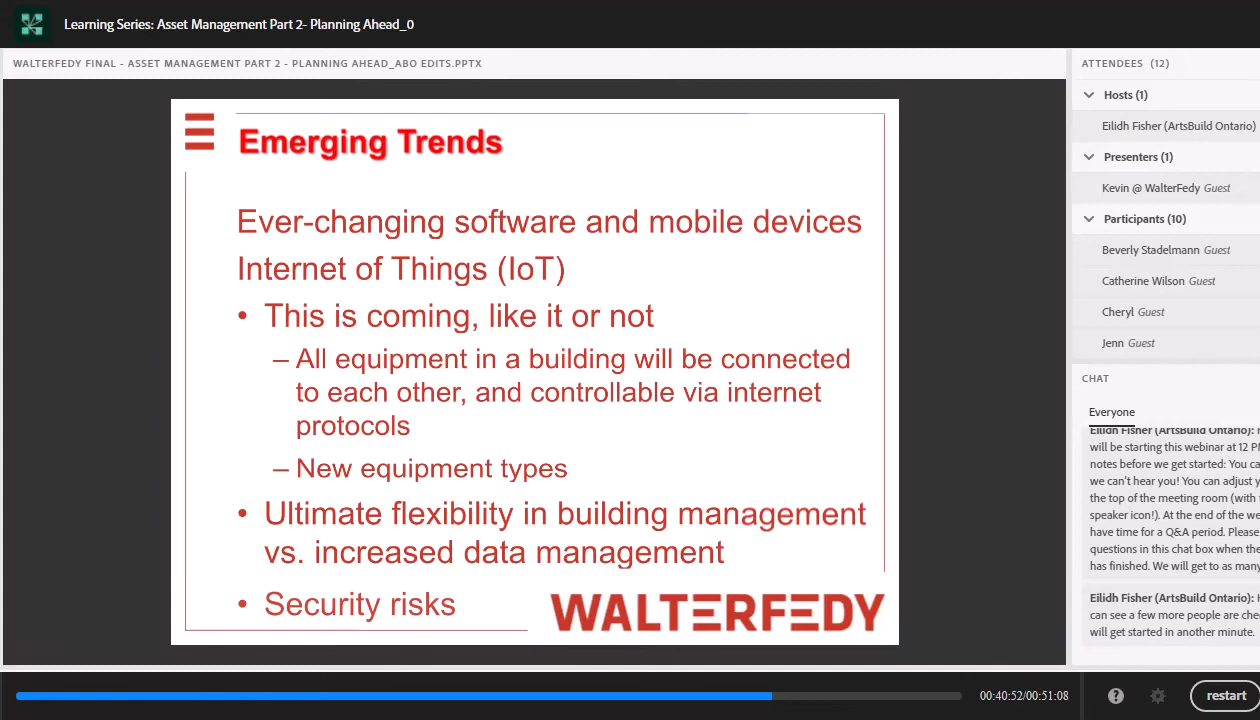 Learning Series: Asset Management Part 2- Planning Ahead_0
WALTERFEDY FINAL - ASSET MANAGEMENT PART 2 - PLANNING AHEAD_ABO EDITS.PPTX
Emerging Trends
Ever-changing software and mobile devices
Internet of Things (IoT)
• This is coming, like it or not
– All equipment in a building will be connected
to each other, and controllable via internet
protocols
– New equipment types
• Ultimate flexibility in building management
vs. increased data management
• Security risks
WALTERFEDY
ATTENDEES (12)
Hosts (1)
Eilidh Fisher (ArtsBuild Ontario)
Presenters (1)
Kevin @ WalterFedy Guest
Participants (10)
Beverly Stadelmann Guest
Catherine Wilson Guest
Cheryl Guest
Jenn Guest
CHAT
Everyone
Eilidh Fisher (ArtsBuild Ontario):
will be starting this webinar at 12 PM
notes before we get started: You ca
we can't hear you! You can adjust y
the top of the meeting room (with
speaker icon!). At the end of the we
have time for a Q&A period. Please
questions in this chat box when the
has finished. We will get to as many
Eilidh Fisher (ArtsBuild Ontario):
can see a few more people are che
will get started in another minute.
00:40:52/00:51:08
restart